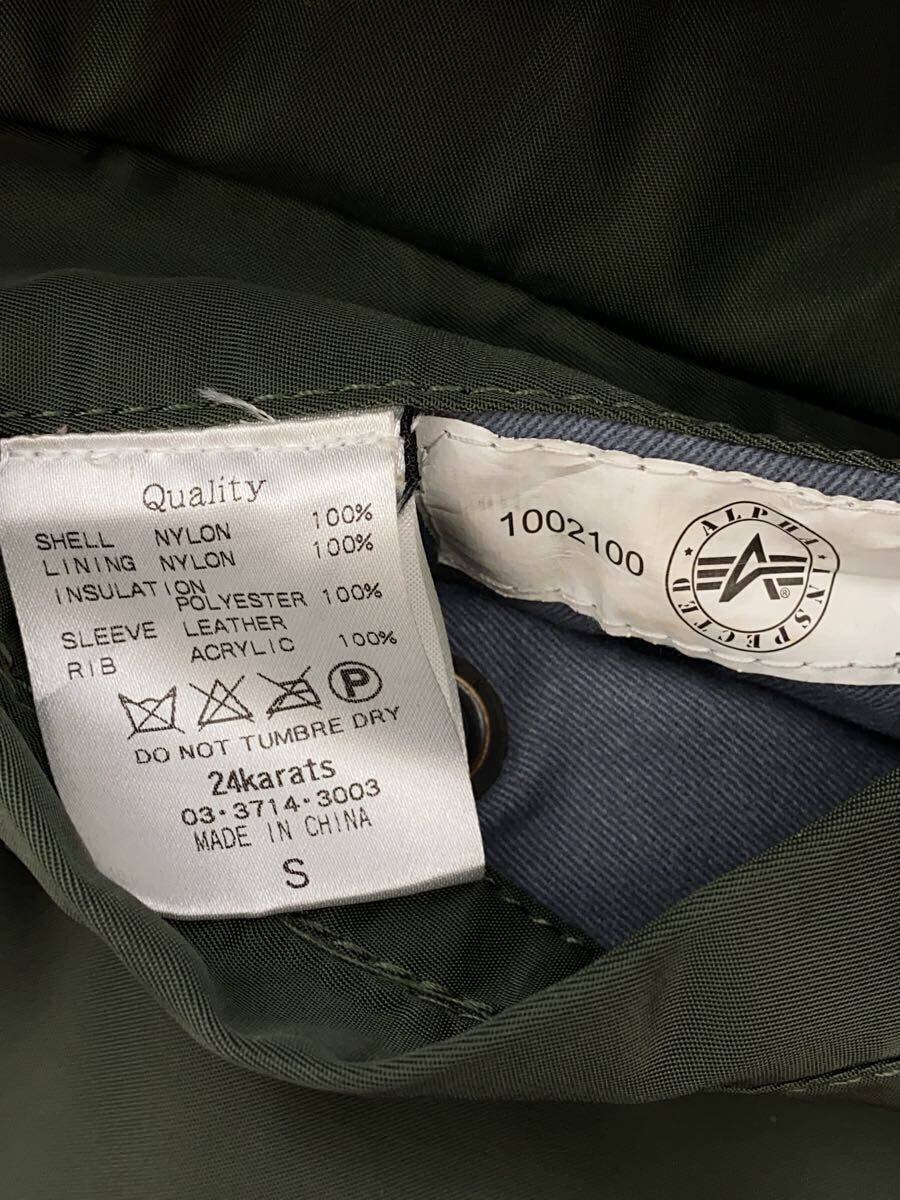 Quality
SHELL NYLON 100%
LINING NYLON 100%
INSULATION
POLYESTER 100%
SLEEVE LEATHER
RIB ACRYLIC 100%
P
DO NOT TUMBRE DRY
24karats
03·3714·3003
MADE IN CHINA
S
1002100
ALPHA INSPECTED
®